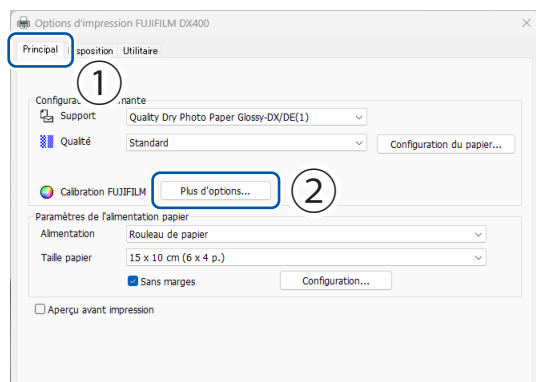 Options d'impression FUJIFILM DX400
Principal sposition Utilitaire
1
Configura nante
Support Quality Dry Photo Paper Glossy-DX/DE(1)
Qualité Standard Configuration du papier...
Calibration FUJIFILM Plus d'options... 2
Paramètres de l'alimentation papier
Alimentation Rouleau de papier
Taille papier 15 x 10 cm (6 x 4 p.)
Sans marges Configuration...
Aperçu avant impression